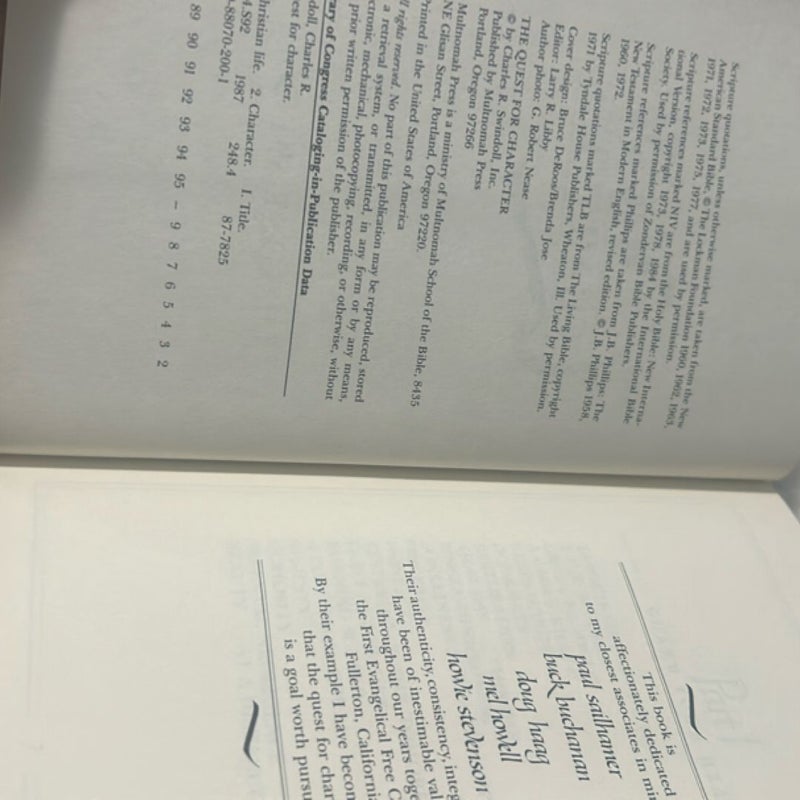 Scripture quotations, unless otherwise marked, are taken from the New
American Standard Bible, © The Lockman Foundation 1960, 1962, 1963,
1971, 1972, 1973, 1975, 1977, and are used by permission.
Scripture references marked NIV are from the Holy Bible: New Interna-
tional Version, copyright 1973, 1978, 1984 by the International Bible
Society. Used by permission of Zondervan Bible Publishers.
Scripture references marked Phillips are taken from J.B. Phillips: The
New Testament in Modern English, revised edition, © J.B. Phillips 1958,
1960, 1972.
Scripture quotations marked TLB are from The Living Bible, copyright
1971 by Tyndale House Publishers, Wheaton, Ill. Used by permission.
Cover design: Bruce DeRoos/Brenda Jose
Editor: Larry R. Libby
Author photo: G. Robert Nease
THE QUEST FOR CHARACTER
© by Charles R. Swindoll, Inc.
Published by Multnomah Press
Portland, Oregon 97266
Multnomah Press is a ministry of Multnomah School of the Bible, 8435
NE Glisan Street, Portland, Oregon 97220.
Printed in the United States of America
ll rights reserved. No part of this publication may be reproduced, stored
a retrieval system, or transmitted, in any form or by any means,
ctronic, mechanical, photocopying, recording, or otherwise, without
prior written permission of the publisher.
ary of Congress Cataloging-in-Publication Data
doll, Charles R.
est for character.
hristian life. 2. Character. I. Title.
4.S92 1987 248.4 87-7825
-88070-200-1
89 90 91 92 93 94 95 – 9 8 7 6 5 4 3 2
This book is
affectionately dedicated
to my closest associates in mi
paul sailhamer
buck buchanan
doug haag
mel howell
howie stevenson
Their authenticity, consistency, integ
have been of inestimable val
throughout our years toge
the First Evangelical Free C
Fullerton, California
By their example I have becom
that the quest for char
is a goal worth pursu